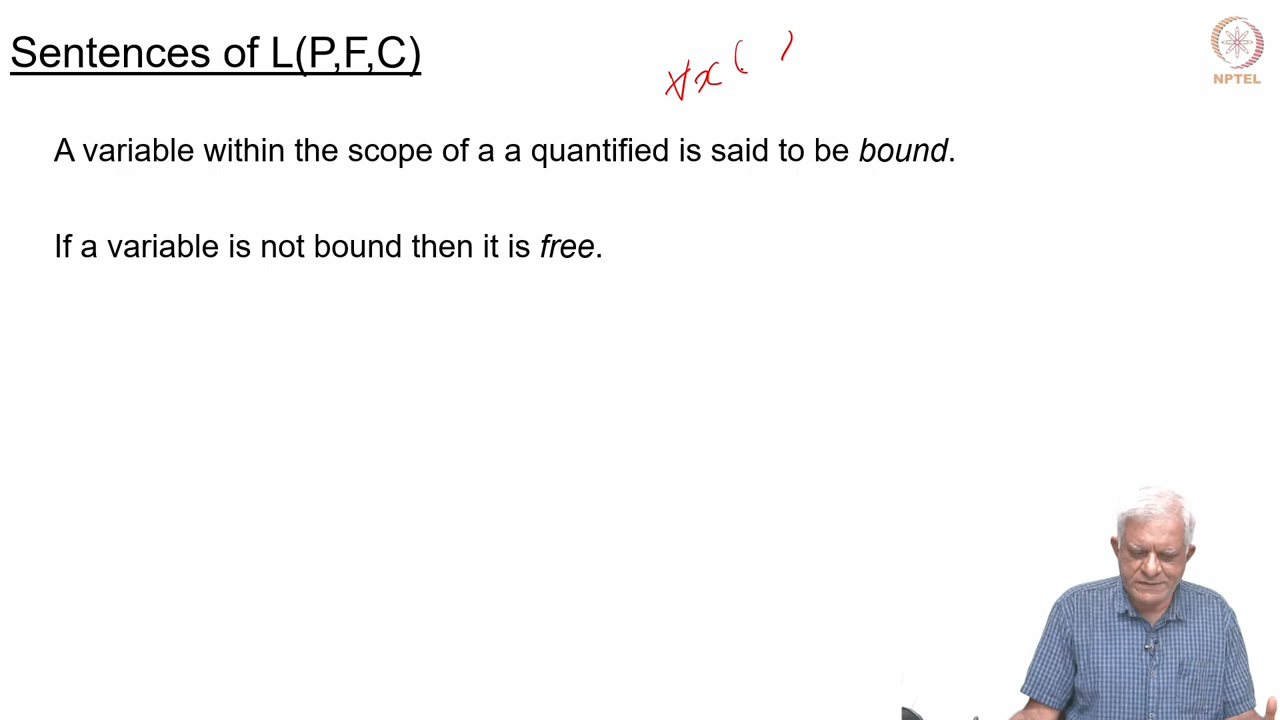 Sentences of L(P,F,C)
∀x ( )
NPTEL
A variable within the scope of a a quantified is said to be bound.
If a variable is not bound then it is free.